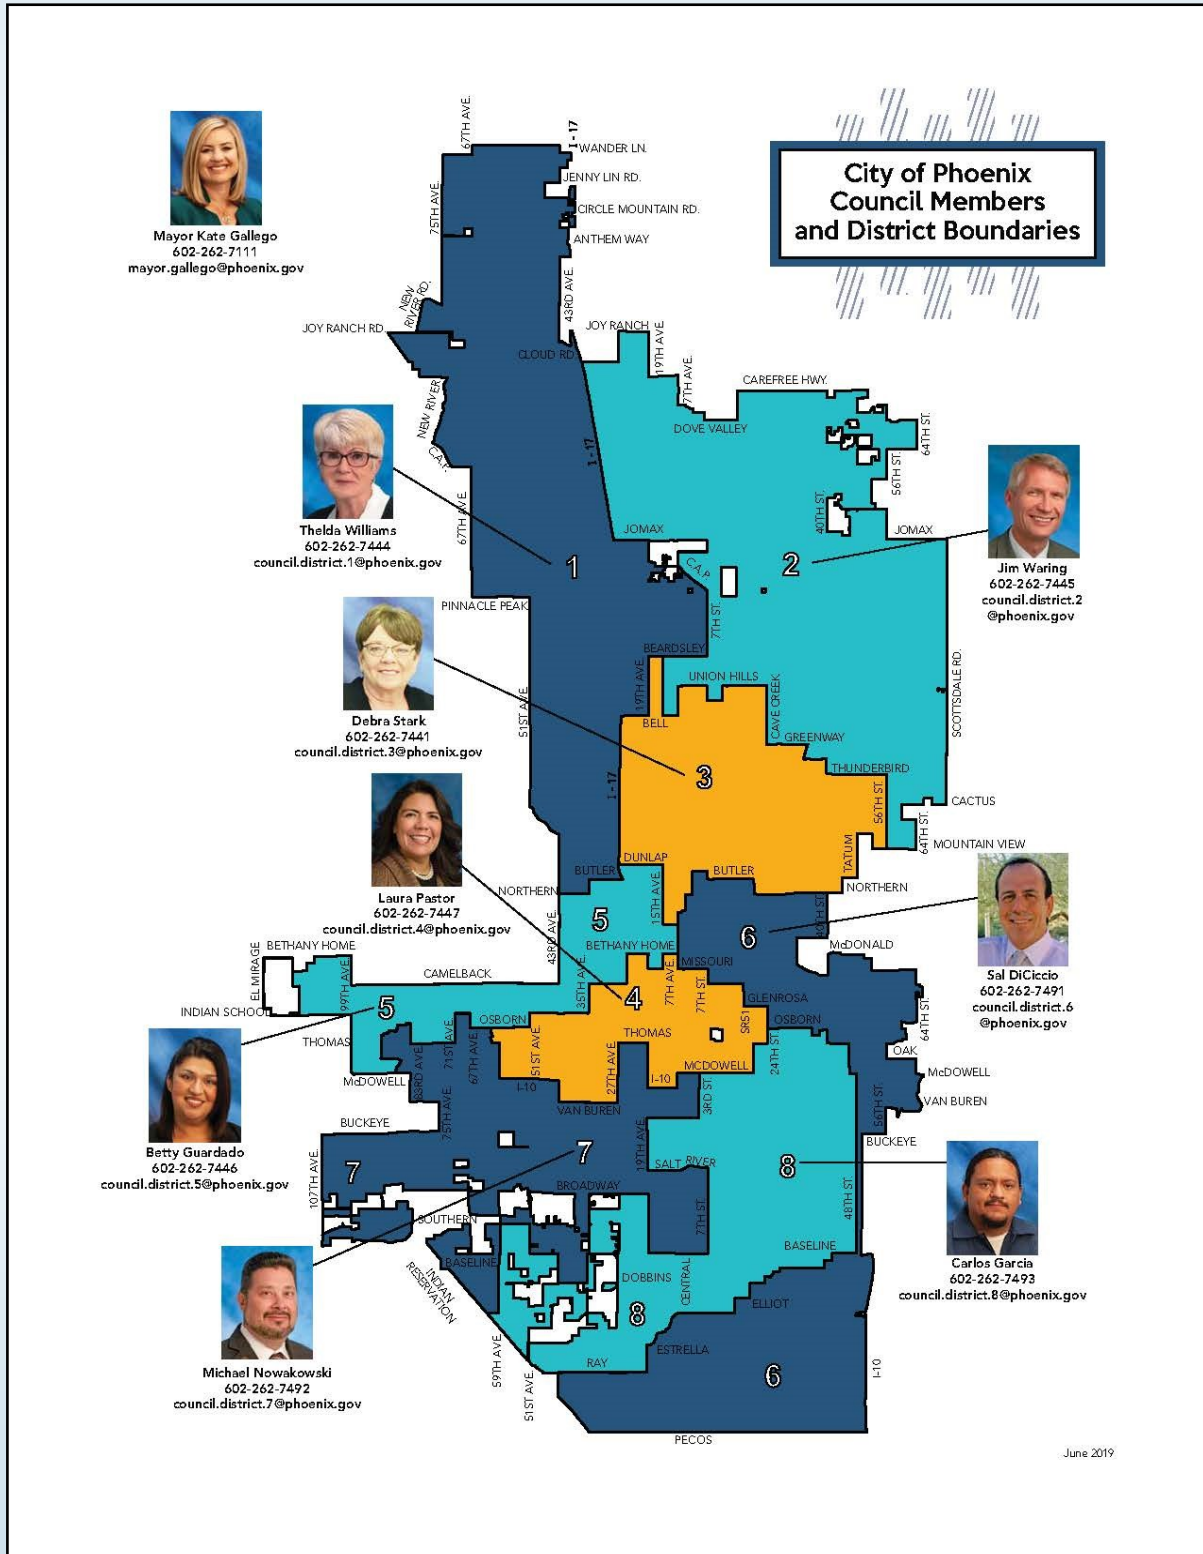 City of Phoenix
Council Members
and District Boundaries
Mayor Kate Gallego
602-262-7111
mayor.gallego@phoenix.gov
67TH AVE.
I - 17
WANDER LN.
JENNY LIN RD.
75TH AVE.
CIRCLE MOUNTAIN RD.
ANTHEM WAY
NEW
RIVER RD.
43RD AVE.
JOY RANCH RD
JOY RANCH
CLOUD RD
19TH AVE.
7TH AVE.
CAREFREE HWY.
NEW RIVER
DOVE VALLEY
64TH ST.
C.A.P.
I - 17
56TH ST.
Thelda Williams
602-262-7444
council.district.1@phoenix.gov
67TH AVE.
40TH ST.
JOMAX
JOMAX
1
C.A.P.
2
Jim Waring
602-262-7445
council.district.2
@phoenix.gov
PINNACLE PEAK
7TH ST.
BEARDSLEY
Debra Stark
602-262-7441
council.district.3@phoenix.gov
51ST AVE.
19TH AVE.
UNION HILLS
CAVE CREEK
SCOTTSDALE RD.
BELL
GREENWAY
THUNDERBIRD
3
I - 17
56TH ST.
CACTUS
64TH ST.
MOUNTAIN VIEW
Laura Pastor
602-262-7447
council.district.4@phoenix.gov
DUNLAP
BUTLER
BUTLER
TATUM
NORTHERN
NORTHERN
15TH AVE.
40TH ST.
5
6
43RD AVE.
BETHANY HOME
BETHANY HOME
McDONALD
Sal DiCiccio
602-262-7491
council.district.6
@phoenix.gov
EL MIRAGE
CAMELBACK
MISSOURI
99TH AVE.
35TH AVE.
7TH AVE.
7TH ST.
4
GLENROSA
5
INDIAN SCHOOL
OSBORN
SR51
OSBORN
64TH ST.
THOMAS
THOMAS
24TH ST.
OAK
71ST AVE.
67TH AVE.
51ST AVE.
27TH AVE.
McDOWELL
MCDOWELL
McDOWELL
83RD AVE.
I-10
I-10
3RD ST.
VAN BUREN
VAN BUREN
56TH ST.
75TH AVE.
BUCKEYE
BUCKEYE
Betty Guardado
602-262-7446
council.district.5@phoenix.gov
107TH AVE.
7
7
19TH AVE.
SALT RIVER
8
48TH ST.
BROADWAY
7TH ST.
SOUTHERN
BASELINE
BASELINE
INDIAN
RESERVATION
DOBBINS
CENTRAL
Carlos Garcia
602-262-7493
council.district.8@phoenix.gov
Michael Nowakowski
602-262-7492
council.district.7@phoenix.gov
ELLIOT
8
59TH AVE.
ESTRELLA
RAY
51ST AVE.
6
I-10
PECOS
June 2019